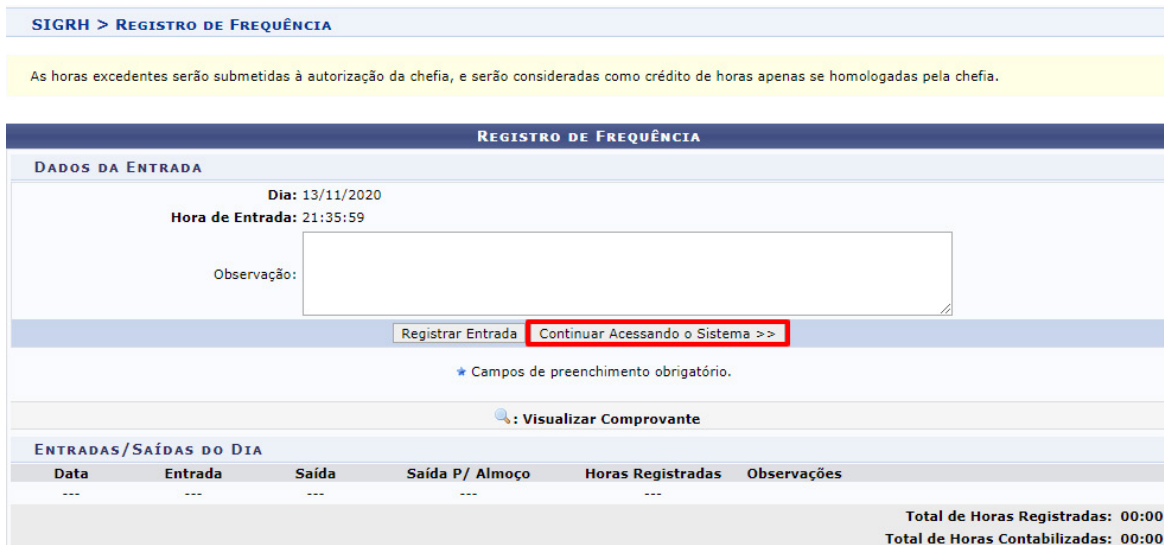 SIGRH > REGISTRO DE FREQUÊNCIA
As horas excedentes serão submetidas à autorização da chefia, e serão consideradas como crédito de horas apenas se homologadas pela chefia.
REGISTRO DE FREQUÊNCIA
DADOS DA ENTRADA
Dia: 13/11/2020
Hora de Entrada: 21:35:59
Observação:
Registrar Entrada Continuar Acessando o Sistema >>
Campos de preenchimento obrigatório.
: Visualizar Comprovante
ENTRADAS/SAÍDAS DO DIA
Data Entrada Saída Saída P/ Almoço Horas Registradas Observações
--- --- --- --- ---
Total de Horas Registradas: 00:00
Total de Horas Contabilizadas: 00:00